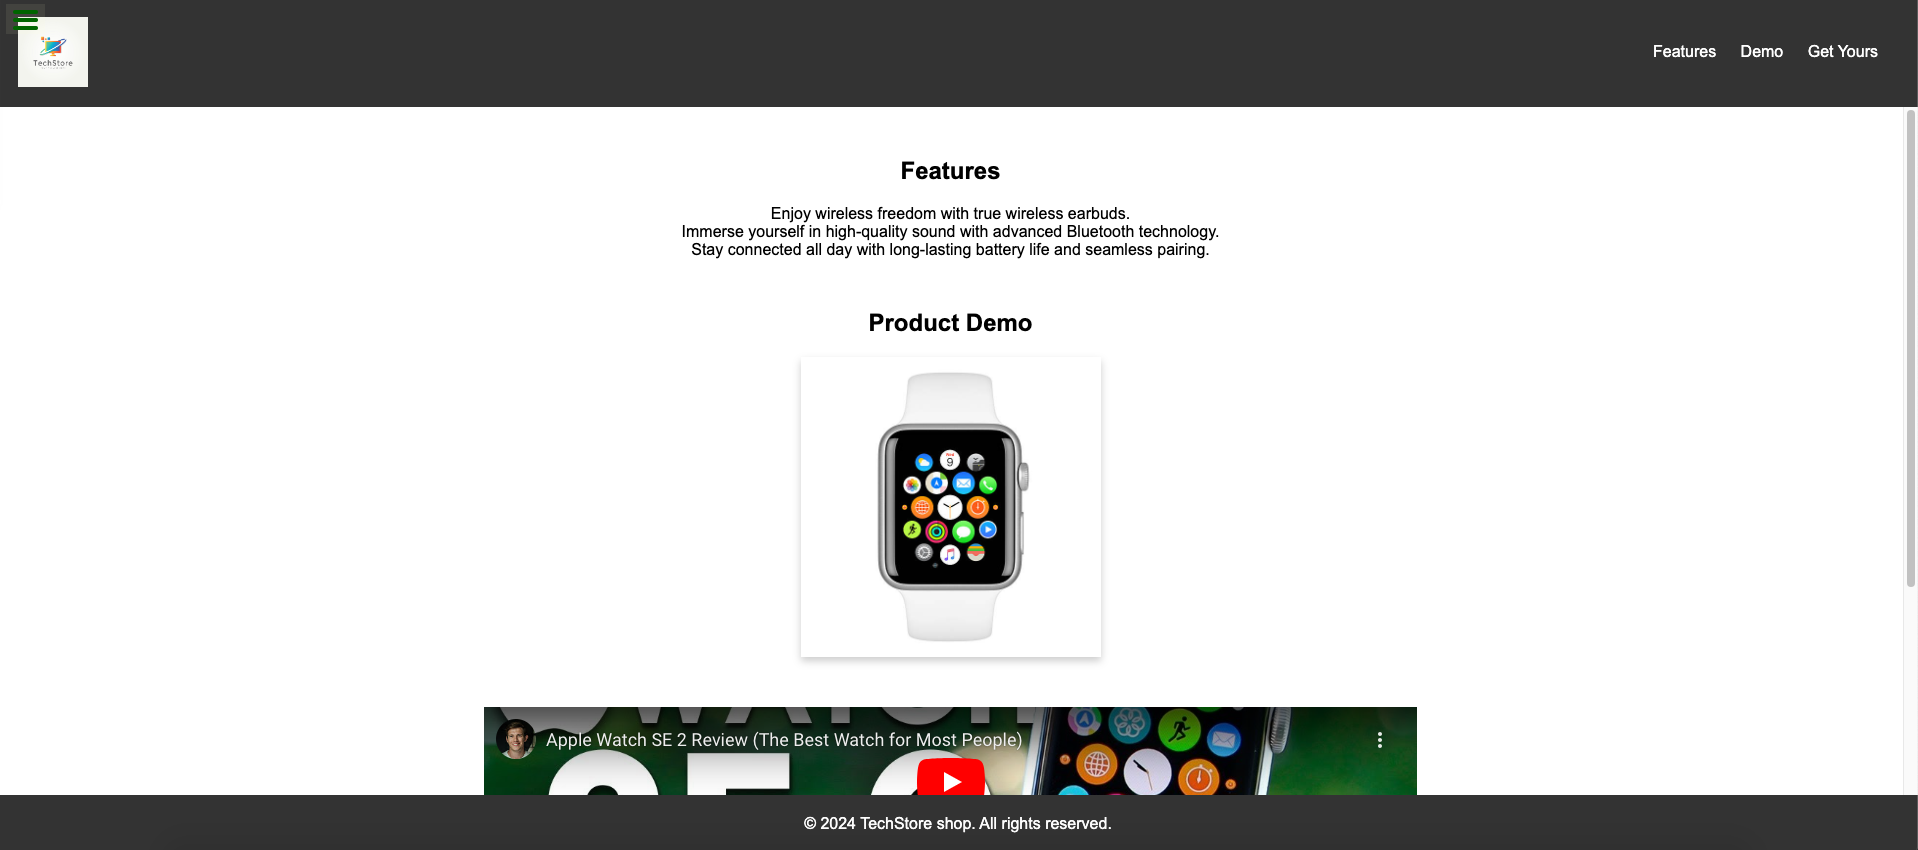 TechStore
Features
Demo
Get Yours
Features
Enjoy wireless freedom with true wireless earbuds.
Immerse yourself in high-quality sound with advanced Bluetooth technology.
Stay connected all day with long-lasting battery life and seamless pairing.
Product Demo
Wed
9
Apple Watch SE 2 Review (The Best Watch for Most People)
© 2024 TechStore shop. All rights reserved.